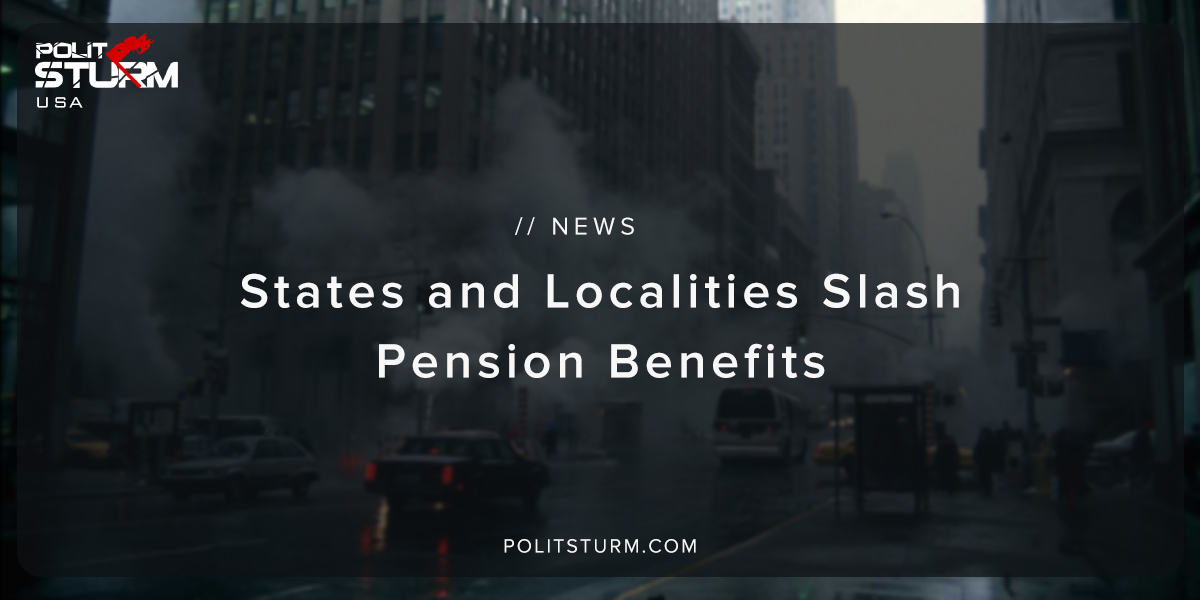 POLIT
STURM
USA
// NEWS
States and Localities Slash
Pension Benefits
POLITSTURM.COM